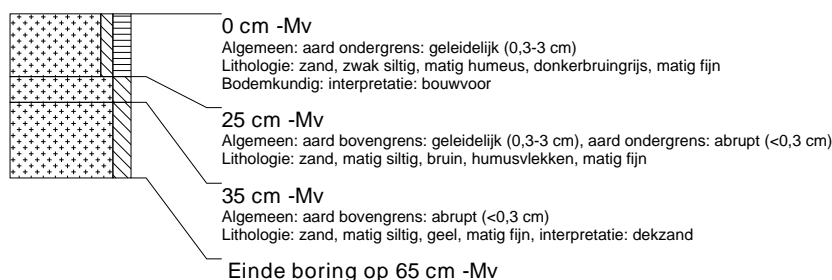 0 cm -Mv
Algemeen: aard ondergrens: geleidelijk (0,3-3 cm)
Lithologie: zand, zwak siltig, matig humeus, donkerbruingrijs, matig fijn
Bodemkundig: interpretatie: bouwvoor
25 cm -Mv
Algemeen: aard bovengrens: geleidelijk (0,3-3 cm), aard ondergrens: abrupt (<0,3 cm)
Lithologie: zand, matig siltig, bruin, humusvlekken, matig fijn
35 cm -Mv
Algemeen: aard bovengrens: abrupt (<0,3 cm)
Lithologie: zand, matig siltig, geel, matig fijn, interpretatie: dekzand
Einde boring op 65 cm -Mv